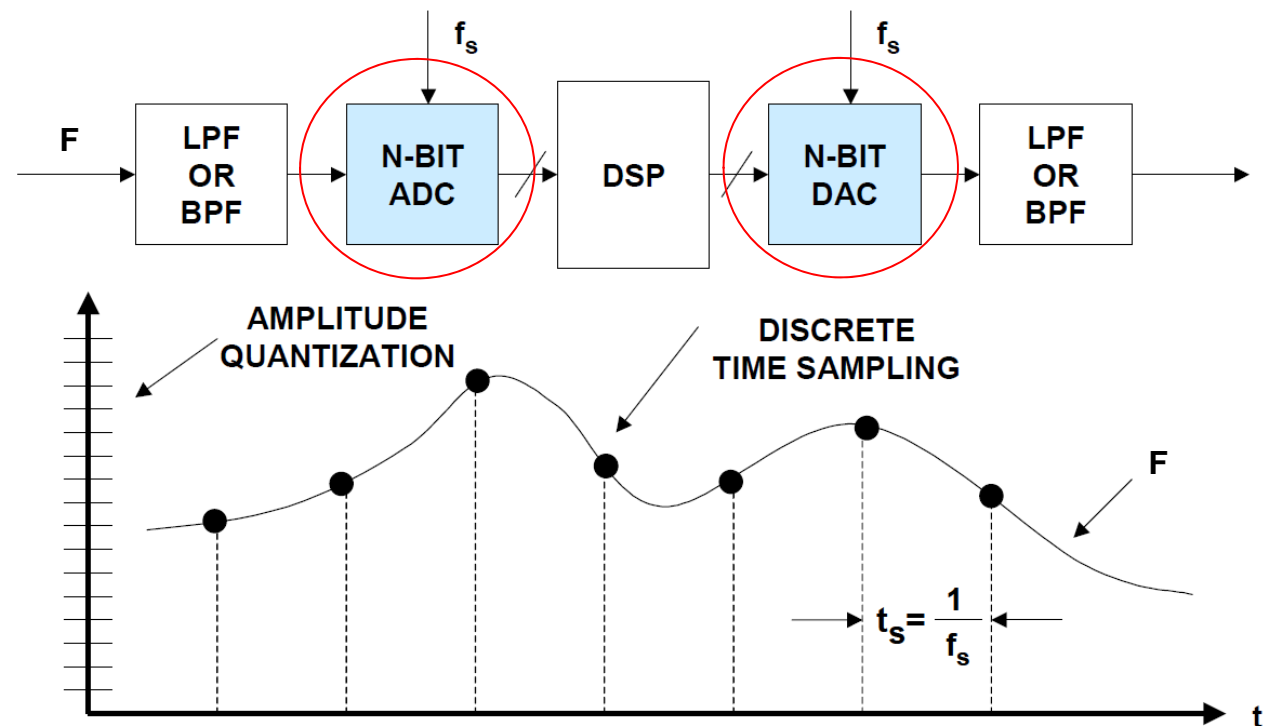 fs
fs
F
LPF
OR
BPF
N-BIT
ADC
DSP
N-BIT
DAC
LPF
OR
BPF
AMPLITUDE
QUANTIZATION
DISCRETE
TIME SAMPLING
F
ts= 1
fs
t